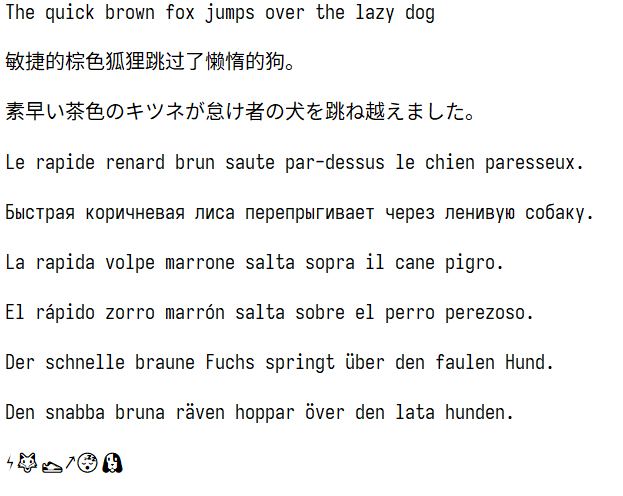 The quick brown fox jumps over the lazy dog
敏捷的棕色狐狸跳过了懒惰的狗。
素早い茶色のキツネが怠け者の犬を跳ね越えました。
Le rapide renard brun saute par-dessus le chien paresseux.
Быстрая коричневая лиса перепрыгивает через ленивую собаку.
La rapida volpe marrone salta sopra il cane pigro.
El rápido zorro marrón salta sobre el perro perezoso.
Der schnelle braune Fuchs springt über den faulen Hund.
Den snabba bruna räven hoppar över den lata hunden.
⚡🦊👟↗😴🐶